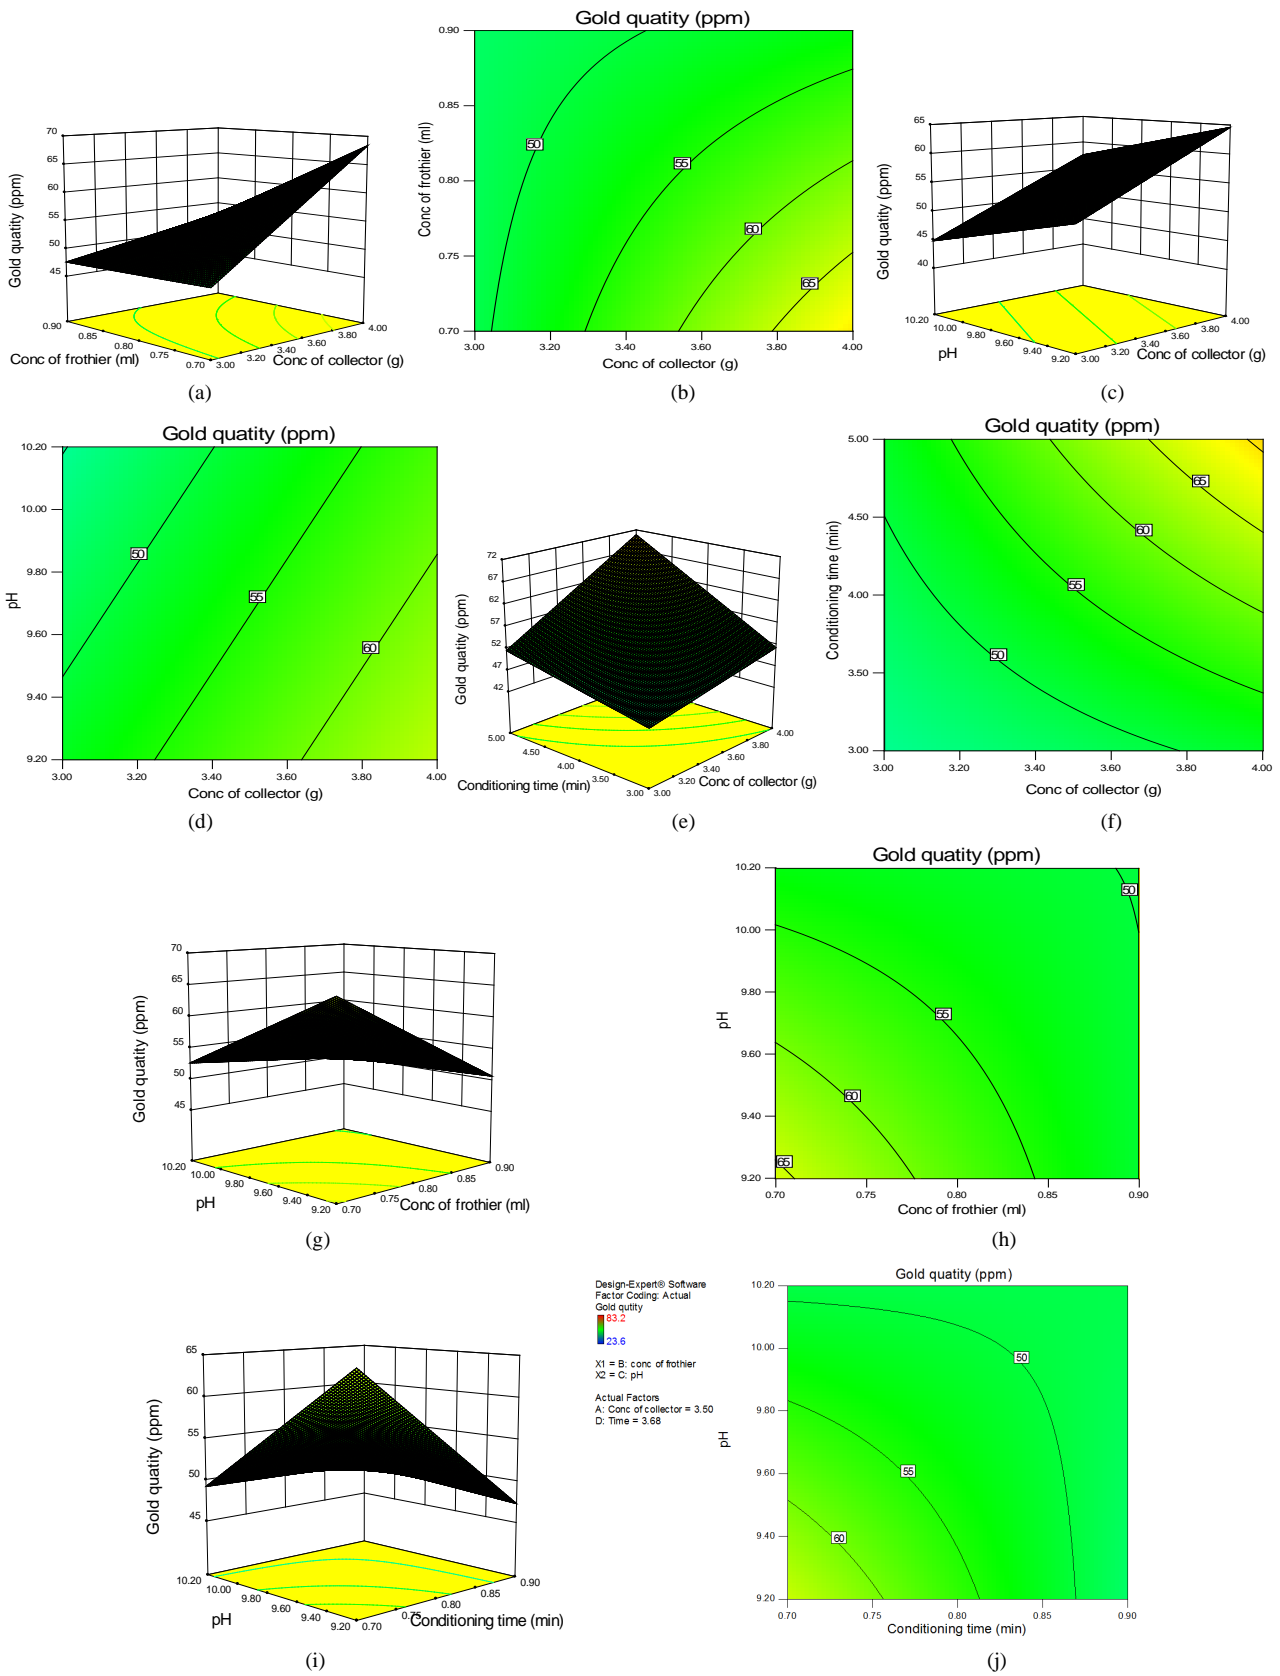 Gold quatity (ppm)
0.90
0.85
0.80
0.75
0.70
Conc of frothier (ml)
50
55
60
65
3.00 3.20 3.40 3.60 3.80 4.00
Conc of collector (g)
(b)
70
65
60
55
50
45
Gold quatity (ppm)
0.90
0.85
0.80
0.75
0.70
Conc of frothier (ml)
3.00
3.20
3.40
3.60
3.80
4.00
Conc of collector (g)
(a)
65
60
55
50
45
40
Gold quatity (ppm)
10.20
10.00
9.80
9.60
9.40
9.20
pH
3.00
3.20
3.40
3.60
3.80
4.00
Conc of collector (g)
(c)
Gold quatity (ppm)
10.20
10.00
9.80
9.60
9.40
9.20
pH
50
55
60
3.00 3.20 3.40 3.60 3.80 4.00
Conc of collector (g)
(d)
72
67
62
57
52
47
42
Gold quatity (ppm)
5.00
4.50
4.00
3.50
3.00
Conditioning time (min)
3.00
3.20
3.40
3.60
3.80
4.00
Conc of collector (g)
(e)
Gold quatity (ppm)
5.00
4.50
4.00
3.50
3.00
Conditioning time (min)
65
60
55
50
3.00 3.20 3.40 3.60 3.80 4.00
Conc of collector (g)
(f)
70
65
60
55
50
45
Gold quatity (ppm)
10.20
10.00
9.80
9.60
9.40
9.20
pH
0.70
0.75
0.80
0.85
0.90
Conc of frothier (ml)
(g)
Gold quatity (ppm)
10.20
10.00
9.80
9.60
9.40
9.20
pH
50
55
60
65
0.70 0.75 0.80 0.85 0.90
Conc of frothier (ml)
(h)
65
60
55
50
45
Gold quatity (ppm)
10.20
10.00
9.80
9.60
9.40
9.20
pH
0.70
0.75
0.80
0.85
0.90
Conditioning time (min)
(i)
Design-Expert® Software
Factor Coding: Actual
Gold qutity
83.2
23.6
X1 = B: conc of frothier
X2 = C: pH
Actual Factors
A: Conc of collector = 3.50
D: Time = 3.68
Gold quatity (ppm)
10.20
10.00
9.80
9.60
9.40
9.20
pH
50
55
60
0.70 0.75 0.80 0.85 0.90
Conditioning time (min)
(j)